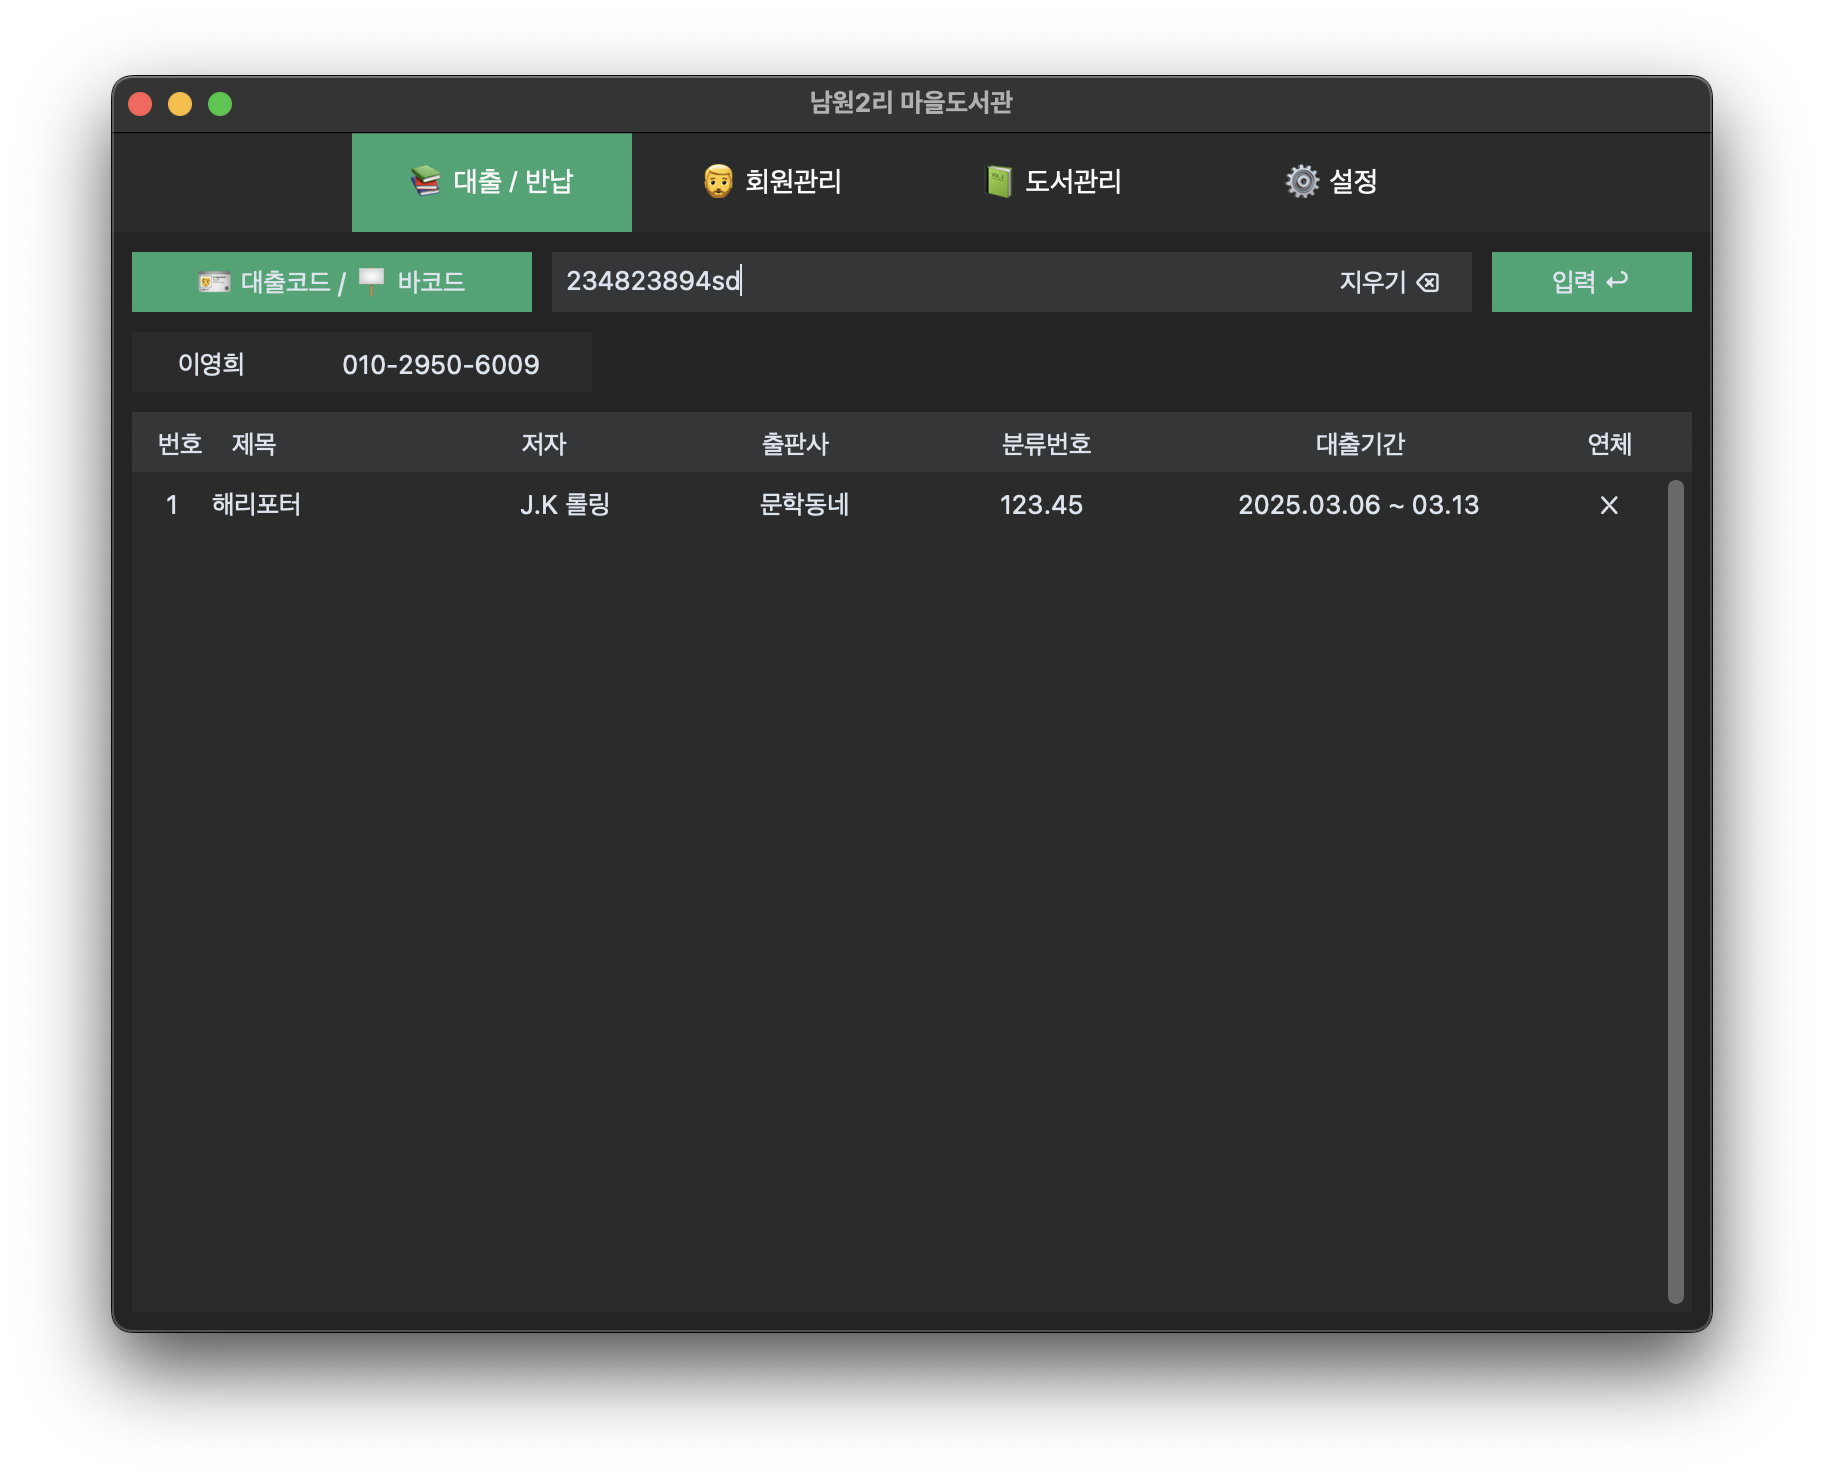 남원2리 마을도서관
📚 대출 / 반납 🧔 회원관리 📗 도서관리 ⚙️ 설정
🪪 대출코드 / 🪧 바코드 234823894sd 지우기 ⌫ 입력 ↩
이영희 010-2950-6009
번호 제목 저자 출판사 분류번호 대출기간 연체
1 해리포터 J.K 롤링 문학동네 123.45 2025.03.06 ~ 03.13 X